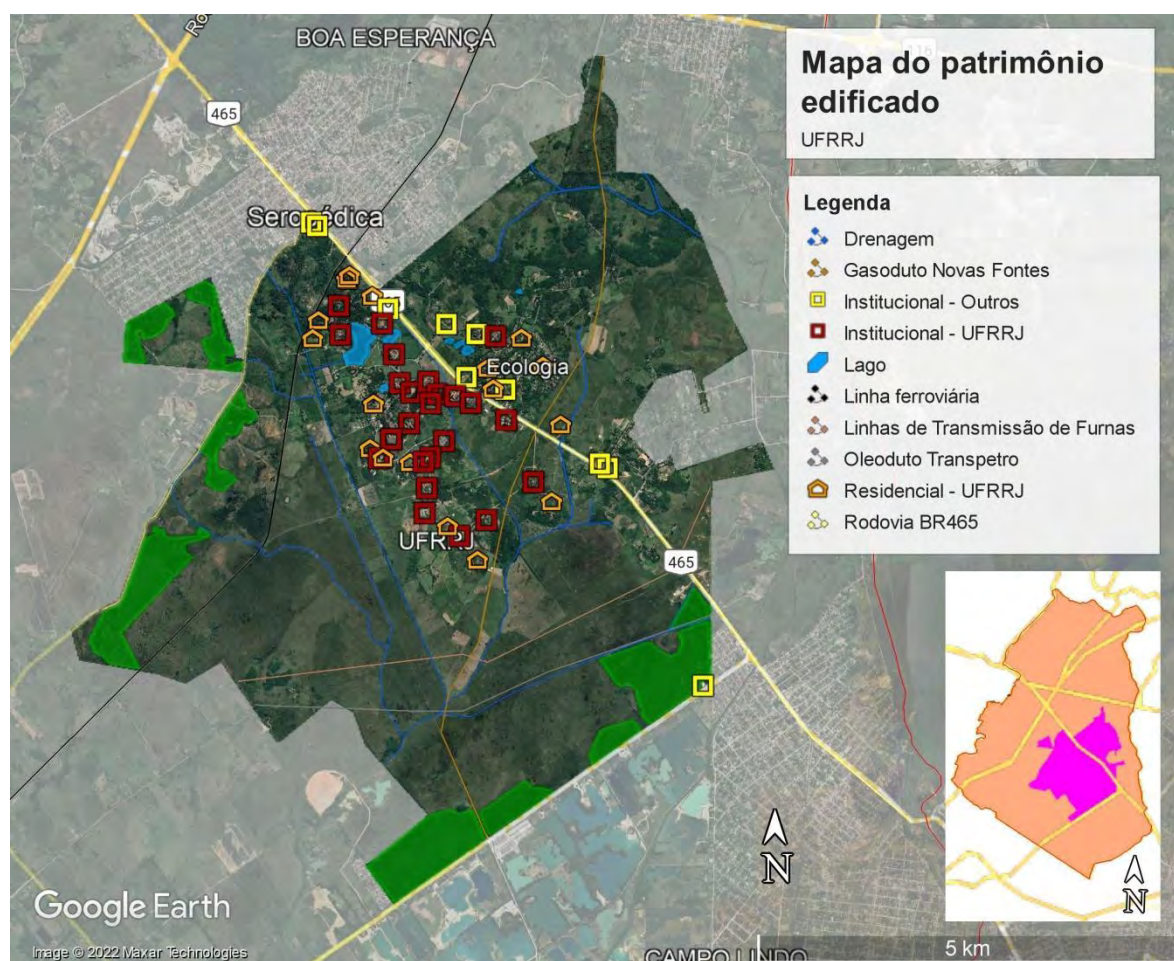 BOA ESPERANÇA
116
Mapa do patrimônio
edificado
UFRRJ
465
Legenda
Drenagem
Gasoduto Novas Fontes
Institucional - Outros
Institucional - UFRRJ
Lago
Linha ferroviária
Linhas de Transmissão de Furnas
Oleoduto Transpetro
Residencial - UFRRJ
Rodovia BR465
Ecologia
UFRRJ
465
N
N
Google Earth
Image © 2022 Maxar Technologies
CAMPO LINDO
5 km